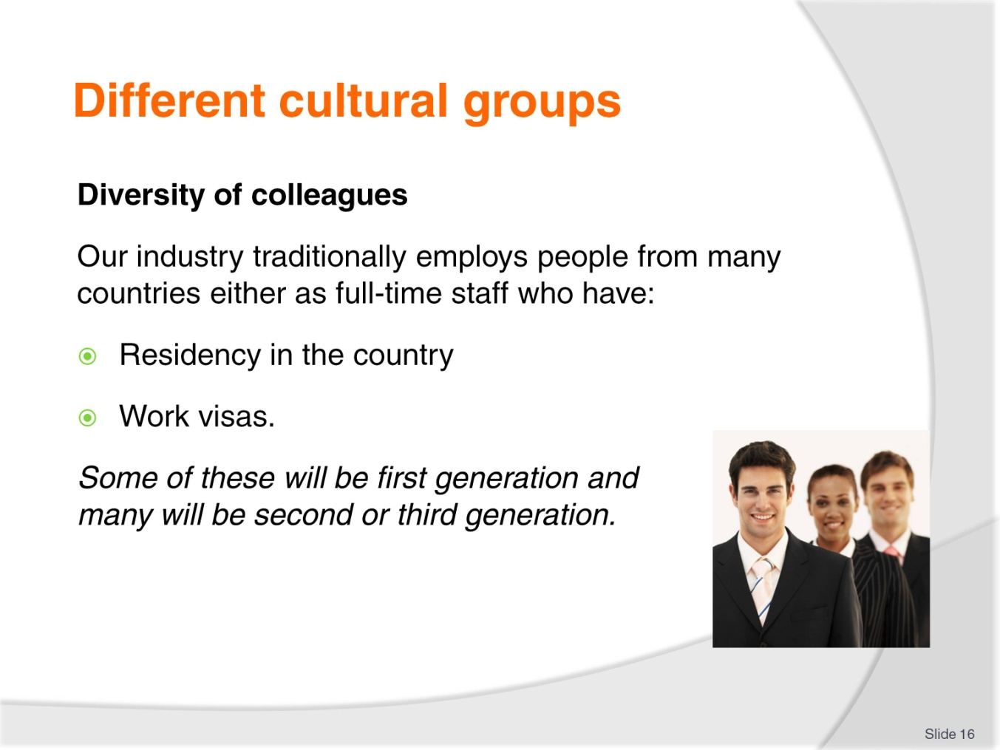 Different cultural groups
Diversity of colleagues
Our industry traditionally employs people from many
countries either as full-time staff who have:
Residency in the country
Work visas.
Some of these will be first generation and
many will be second or third generation.
Slide 16